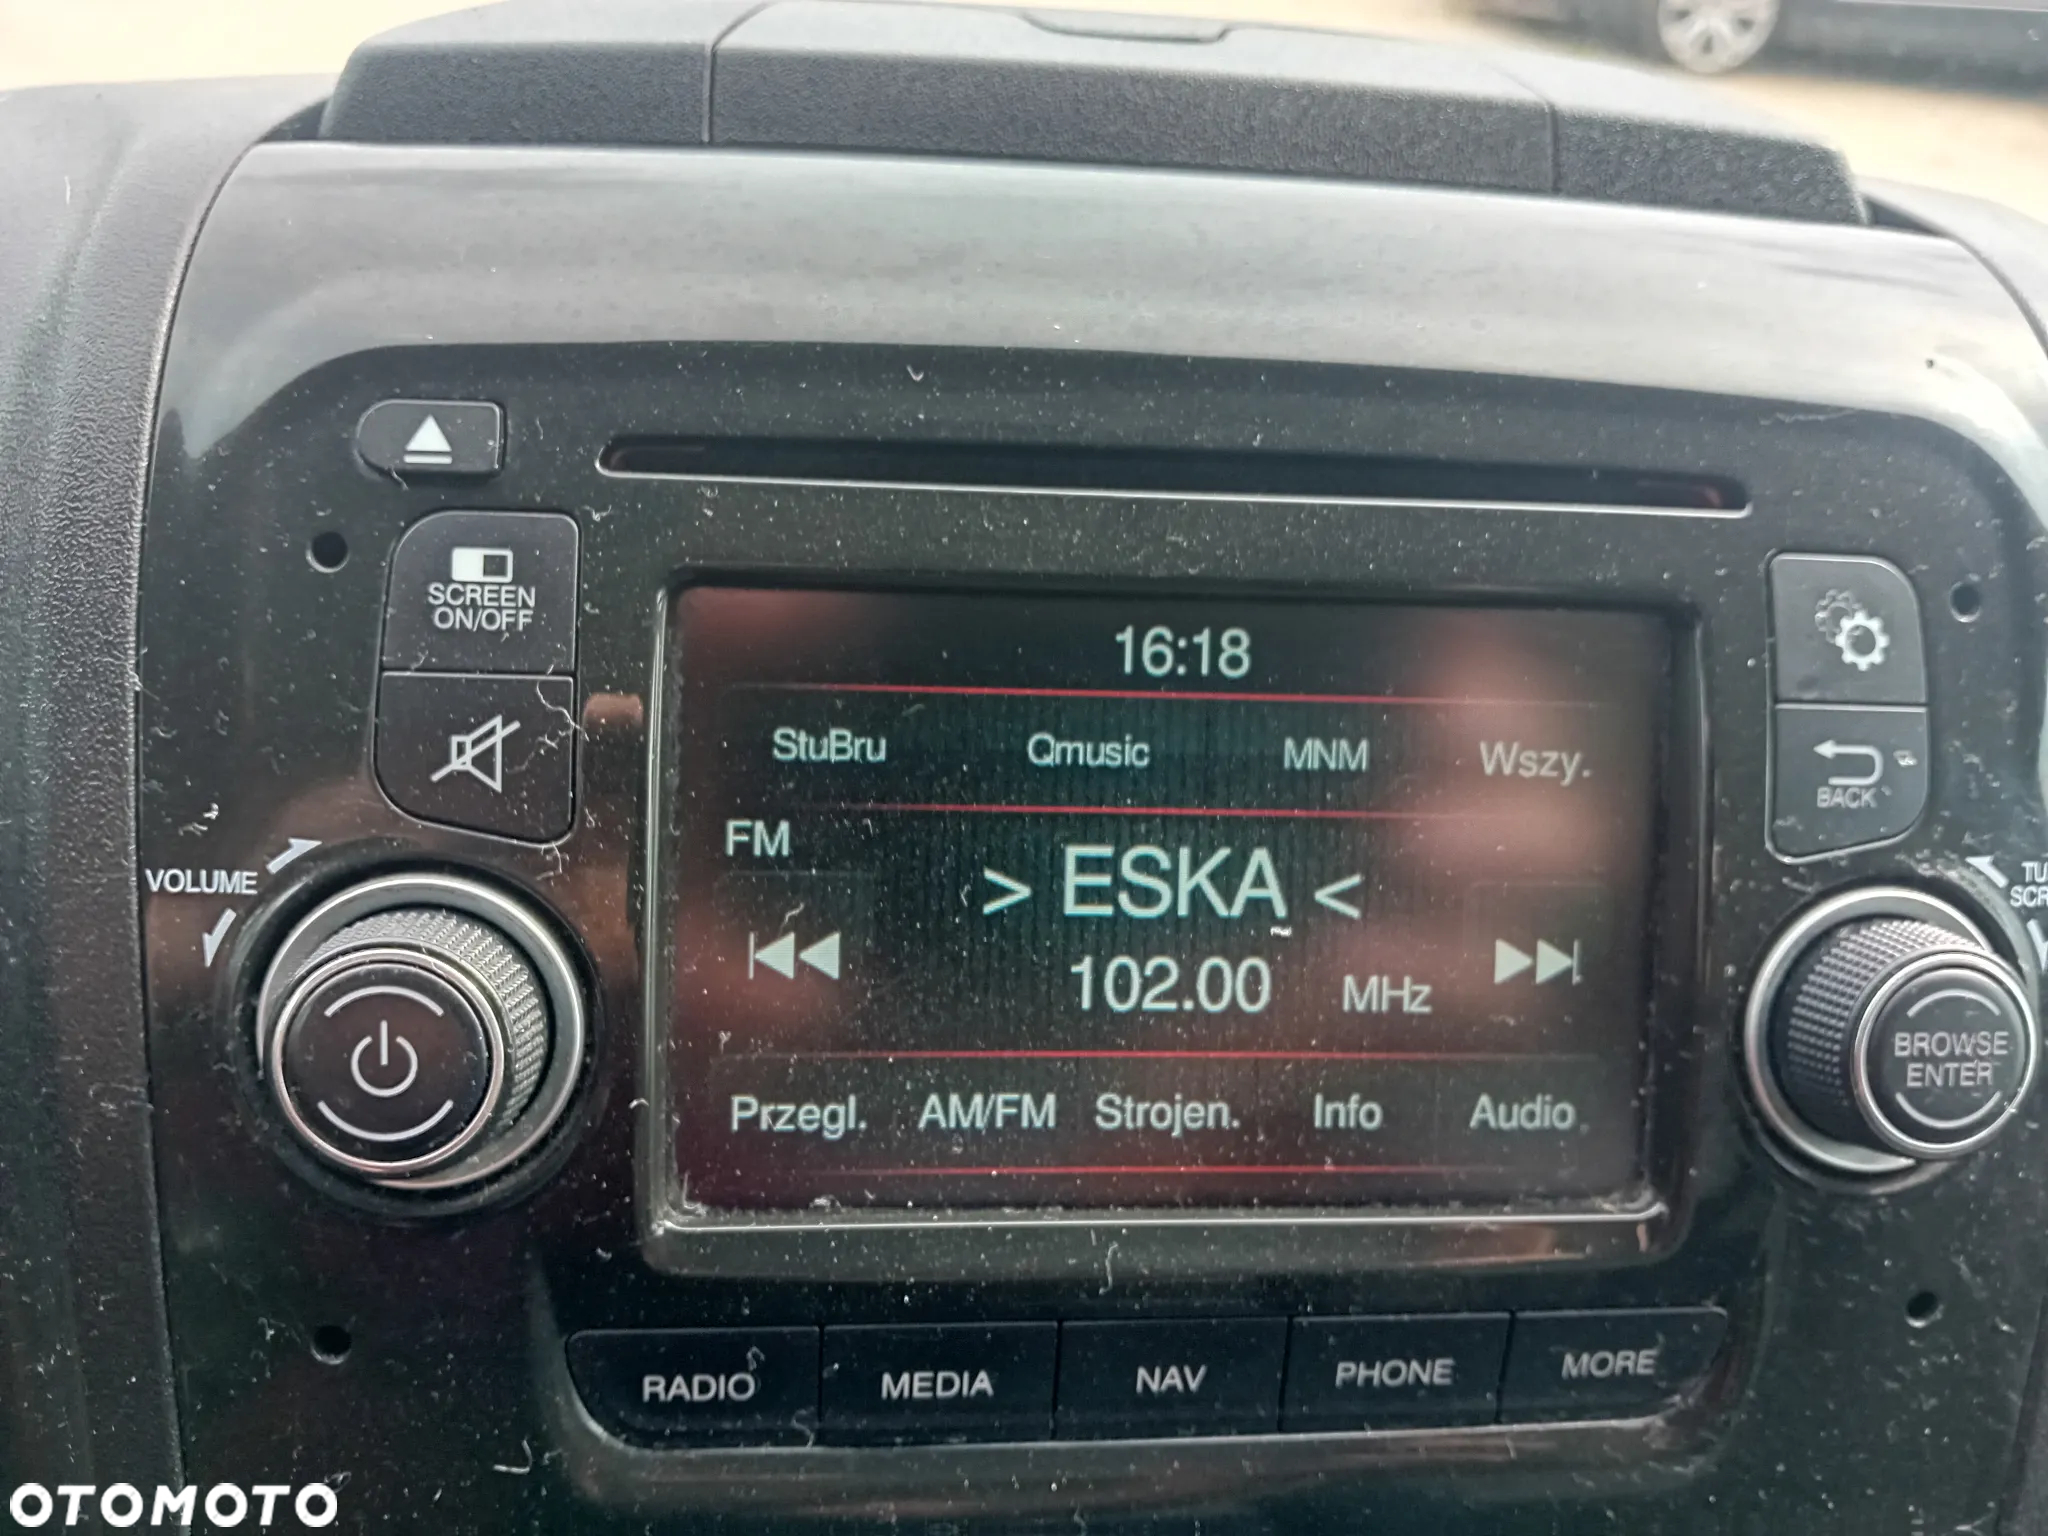 SCREEN
ON/OFF
VOLUME
16:18
StuBru Qmusic MNM Wszy.
FM
> ESKA <
102.00 MHz
Przegl. AM/FM Strojen. Info Audio
BACK
BROWSE
ENTER
RADIO MEDIA NAV PHONE MORE
OTOMOTO